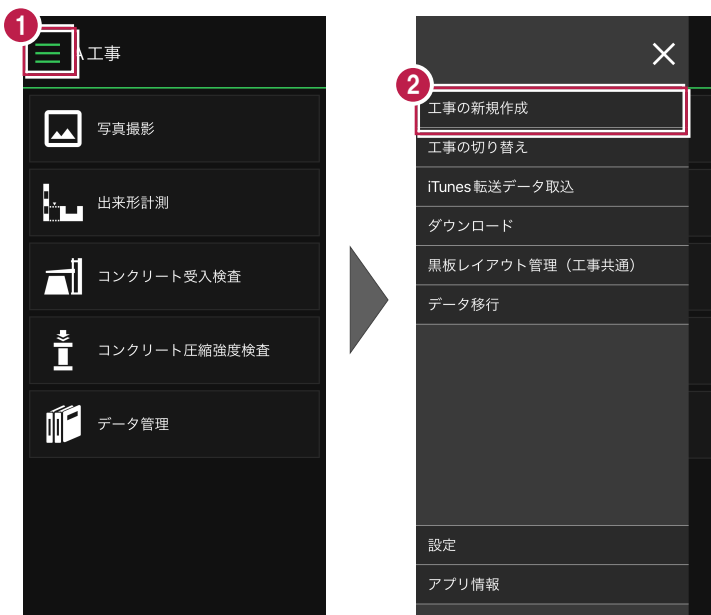 1
A工事
写真撮影
出来形計測
コンクリート受入検査
コンクリート圧縮強度検査
データ管理
2
工事の新規作成
工事の切り替え
iTunes転送データ取込
ダウンロード
黒板レイアウト管理（工事共通）
データ移行
設定
アプリ情報